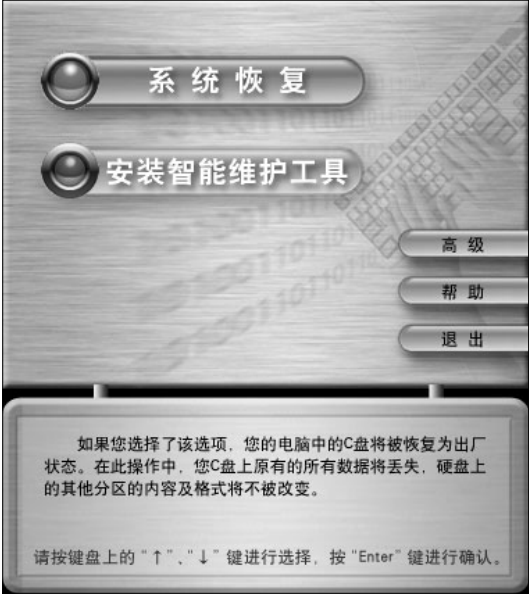 系统恢复
安装智能维护工具
高级
帮助
退出
如果您选择了该选项，您的电脑中的C盘将被恢复为出厂
状态。在此操作中，您C盘上原有的所有数据将丢失，硬盘上
的其他分区的内容及格式将不被改变。
请按键盘上的“↑”、“↓”键进行选择，按“Enter”键进行确认。